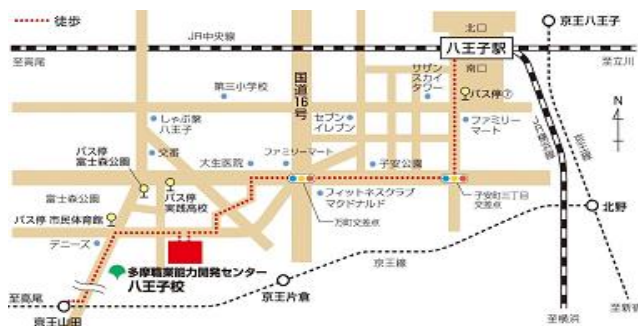 徒歩
北口
京王八王子
JR中央線
八王子駅
至高尾
至立川
南口
サザン
スカイ
タワー
第三小学校
国道16号
バス停⑦
しゃぶ葉
八王子
セブン
イレブン
ファミリー
マート
N
交番
大生医院
ファミリーマート
子安公園
バス停
富士森公園
バス停
実践高校
富士森公園
フィットネスクラブ
マクドナルド
子安町三丁目
交差点
万町交差点
バス停 市民体育館
北野
デニーズ
多摩職業能力開発センター
八王子校
京王線
至高尾
京王片倉
京王山田
至横浜
至新宿